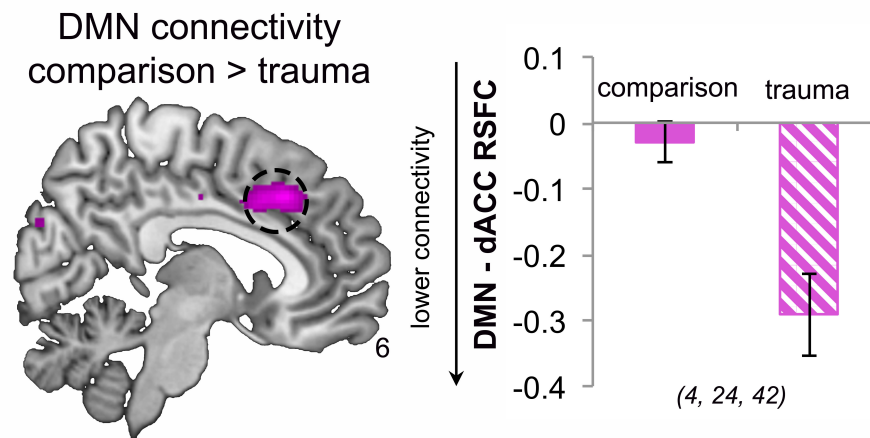 DMN connectivity
comparison > trauma
6
lower connectivity
DMN - dACC RSFC
0.1
0
-0.1
-0.2
-0.3
-0.4
comparison
trauma
(4, 24, 42)